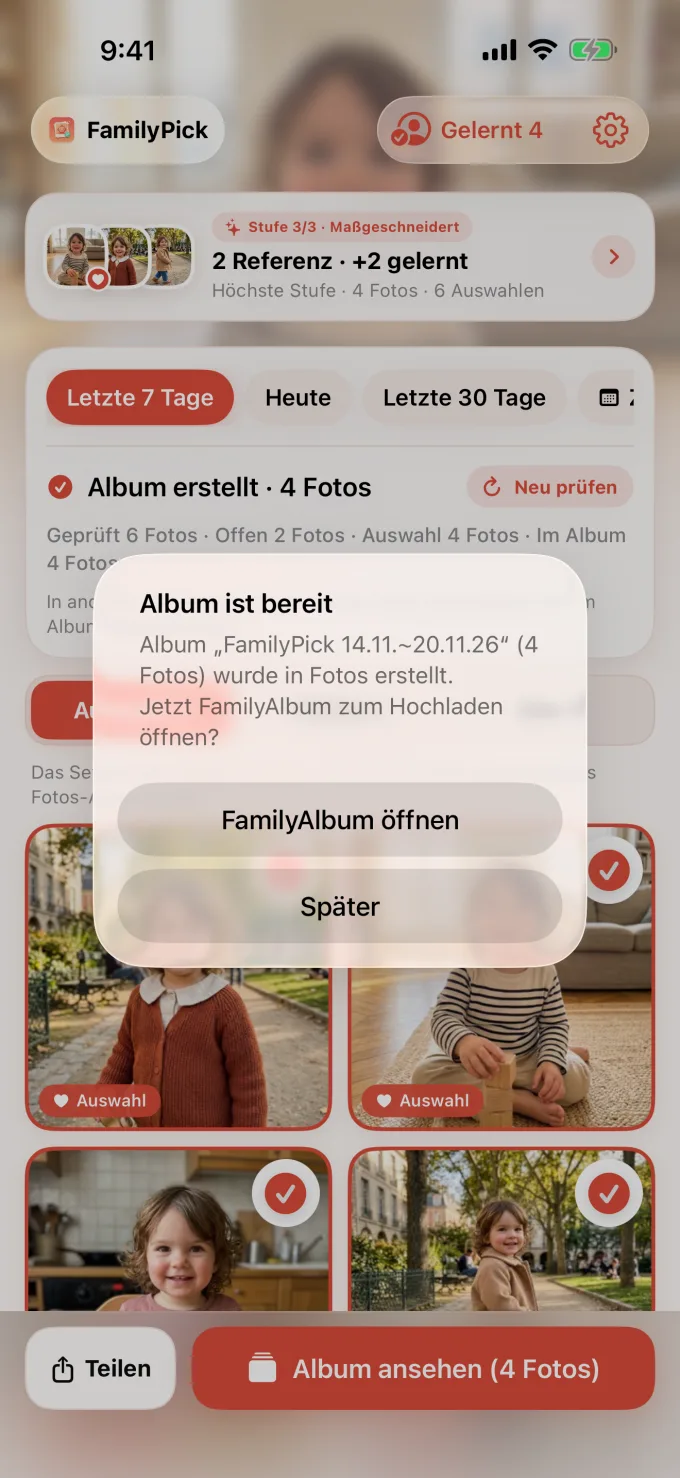 9:41
FamilyPick
Gelernt 4
Stufe 3/3 · Maßgeschneidert
2 Referenz · +2 gelernt
Höchste Stufe · 4 Fotos · 6 Auswahlen
Letzte 7 Tage
Heute
Letzte 30 Tage
Album erstellt · 4 Fotos
Neu prüfen
Geprüft 6 Fotos · Offen 2 Fotos · Auswahl 4 Fotos · Im Album
4 Fotos
Album ist bereit
Album „FamilyPick 14.11.~20.11.26“ (4
Fotos) wurde in Fotos erstellt.
Jetzt FamilyAlbum zum Hochladen
öffnen?
Das
FamilyAlbum öffnen
Später
Auswahl
Auswahl
Teilen
Album ansehen (4 Fotos)